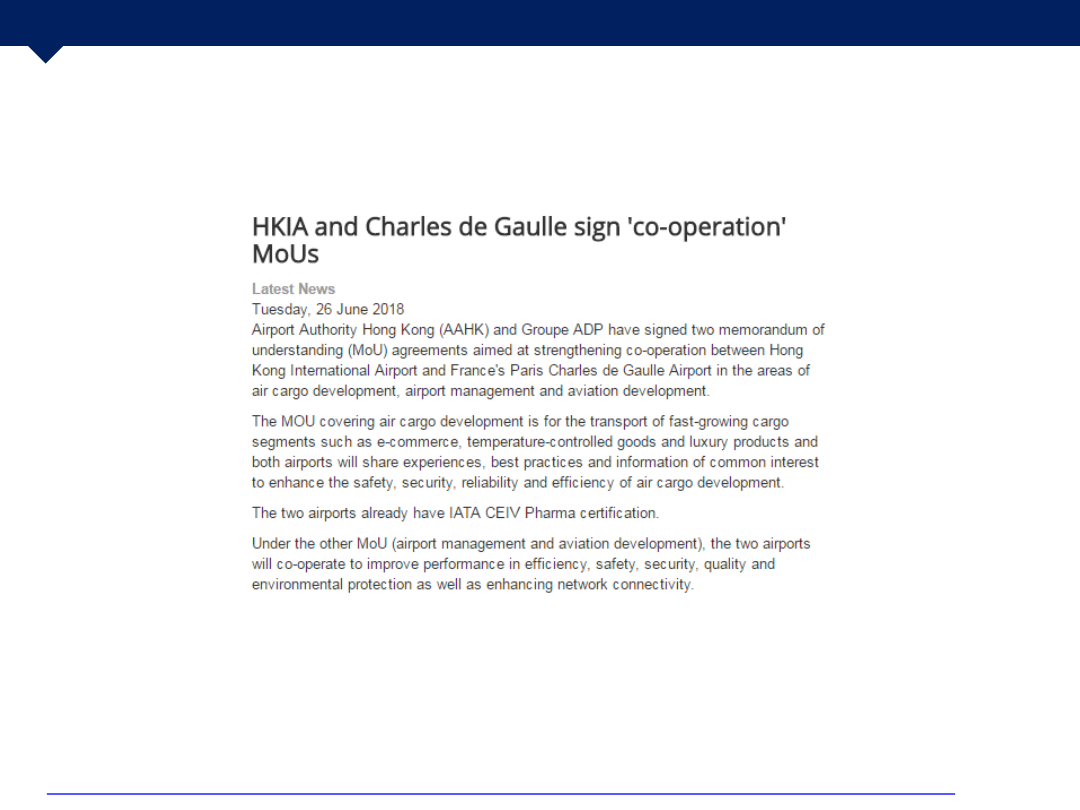 HKIA and Charles de Gaulle sign 'co-operation'
MoUs
Latest News
Tuesday, 26 June 2018
Airport Authority Hong Kong (AAHK) and Groupe ADP have signed two memorandum of
understanding (MoU) agreements aimed at strengthening co-operation between Hong
Kong International Airport and France's Paris Charles de Gaulle Airport in the areas of
air cargo development, airport management and aviation development.
The MOU covering air cargo development is for the transport of fast-growing cargo
segments such as e-commerce, temperature-controlled goods and luxury products and
both airports will share experiences, best practices and information of common interest
to enhance the safety, security, reliability and efficiency of air cargo development.
The two airports already have IATA CEIV Pharma certification.
Under the other MoU (airport management and aviation development), the two airports
will co-operate to improve performance in efficiency, safety, security, quality and
environmental protection as well as enhancing network connectivity.